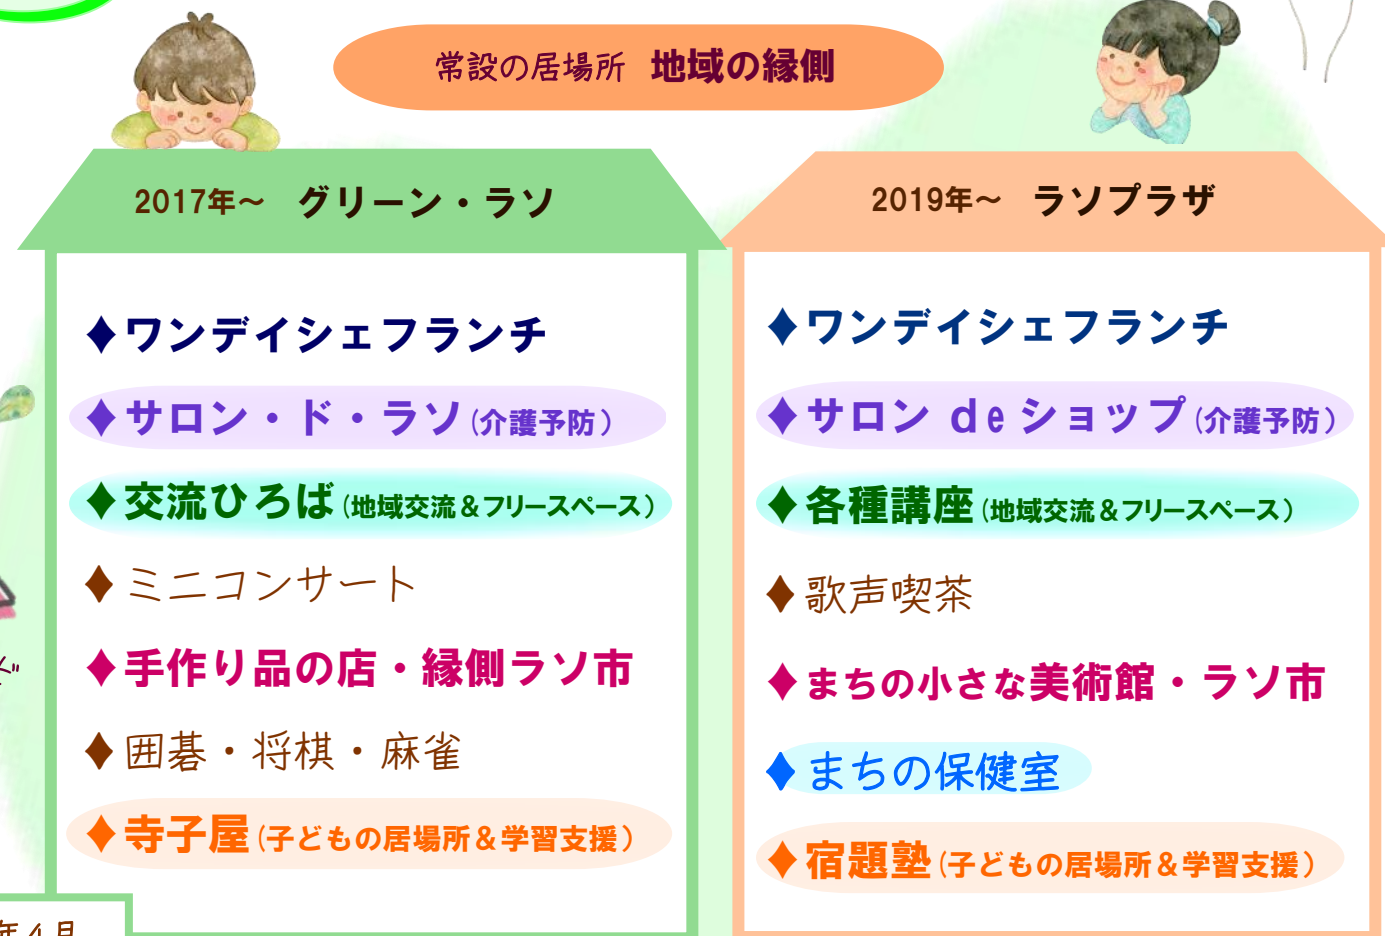 常設の居場所 地域の縁側
2017年～ グリーン・ラソ
♦ワンデイシェフランチ
♦サロン・ド・ラソ(介護予防)
♦交流ひろば(地域交流＆フリースペース)
♦ミニコンサート
♦手作り品の店・縁側ラソ市
♦囲碁・将棋・麻雀
♦寺子屋(子どもの居場所＆学習支援)
2019年～ ラソプラザ
♦ワンデイシェフランチ
♦サロン de ショップ(介護予防)
♦各種講座(地域交流＆フリースペース)
♦歌声喫茶
♦まちの小さな美術館・ラソ市
♦まちの保健室
♦宿題塾(子どもの居場所＆学習支援)
年4月